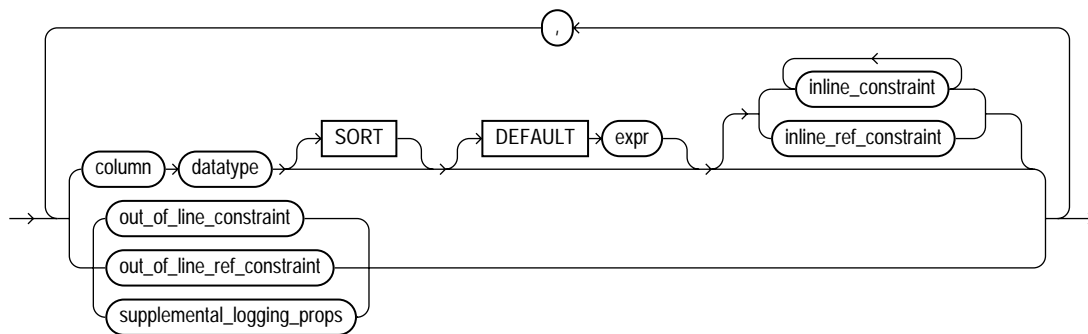 ,
inline_constraint
SORT
DEFAULT expr
inline_ref_constraint
column datatype
out_of_line_constraint
out_of_line_ref_constraint
supplemental_logging_props